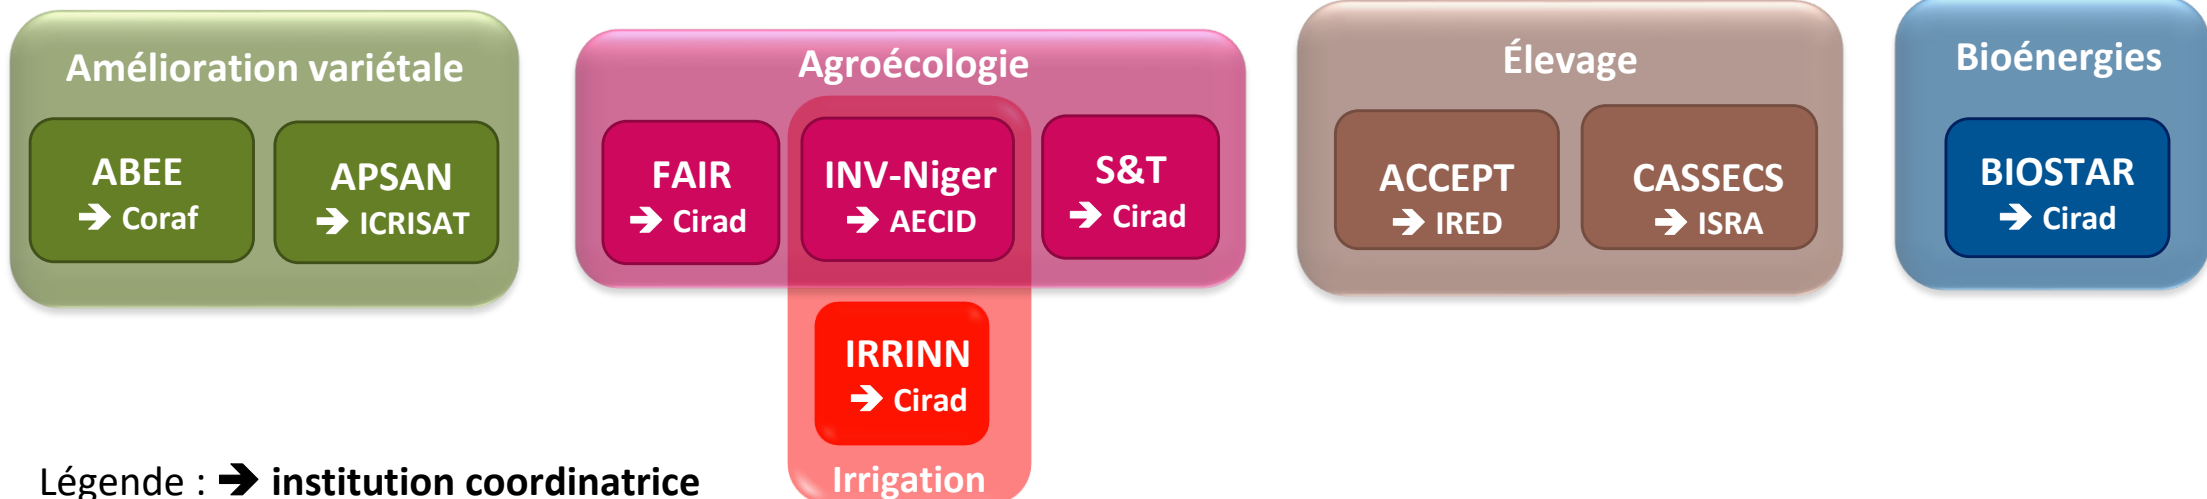 Amélioration variétale
ABEE
➔ Coraf
APSAN
➔ ICRISAT
Agroécologie
FAIR
➔ Cirad
INV-Niger
➔ AECID
S&T
➔ Cirad
IRRINN
➔ Cirad
Irrigation
Élevage
ACCEPT
➔ IRED
CASSECS
➔ ISRA
Bioénergies
BIOSTAR
➔ Cirad
Légende : ➔ institution coordinatrice